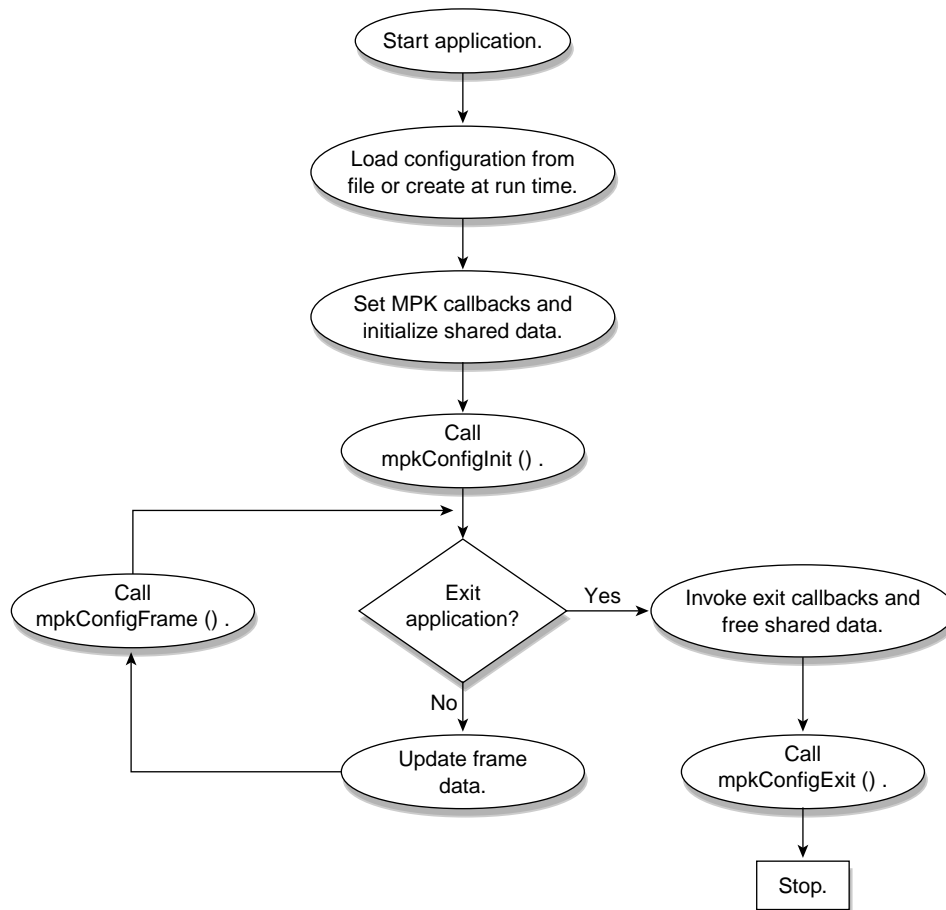 Start application.
Load configuration from
file or create at run time.
Set MPK callbacks and
initialize shared data.
Call
mpkConfigInit () .
Call
mpkConfigFrame () .
Exit
application?
Yes
Invoke exit callbacks and
free shared data.
No
Update frame
data.
Call
mpkConfigExit () .
Stop.